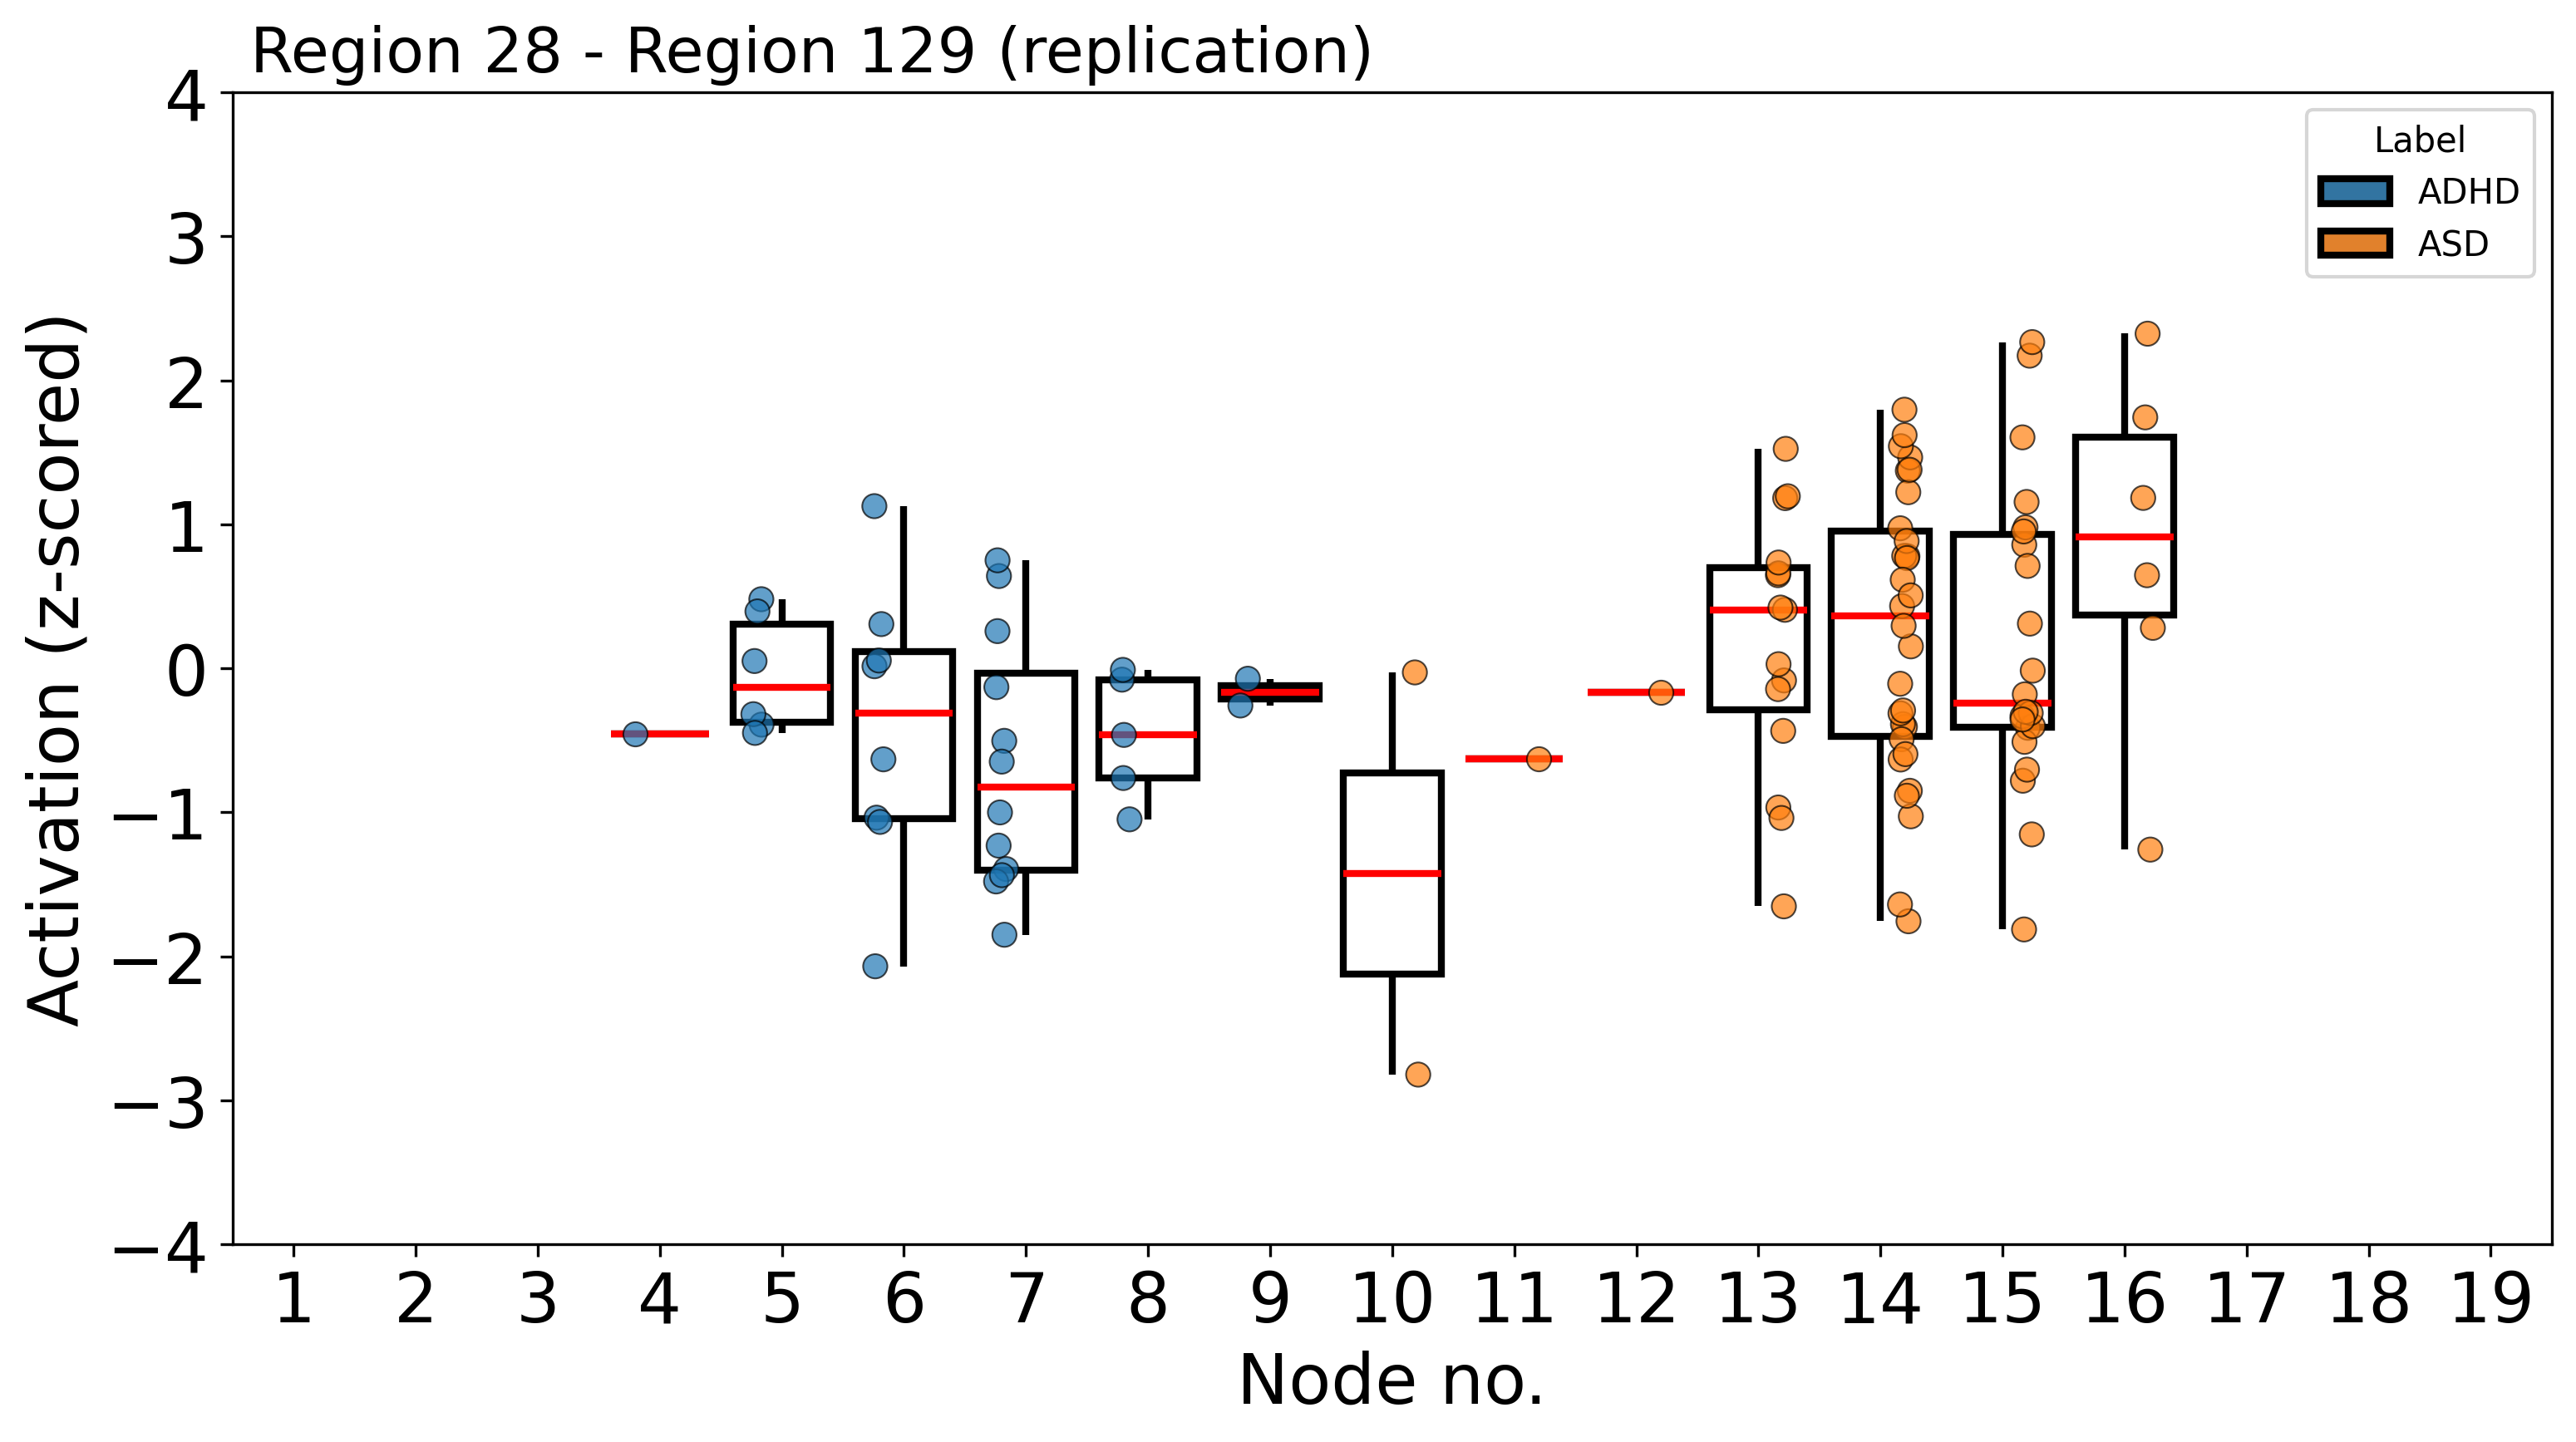 Region 28 - Region 129 (replication)
Label
ADHD
ASD
Activation (z-scored)
4
3
2
1
0
−1
−2
−3
−4
1 2 3 4 5 6 7 8 9 10 11 12 13 14 15 16 17 18 19
Node no.